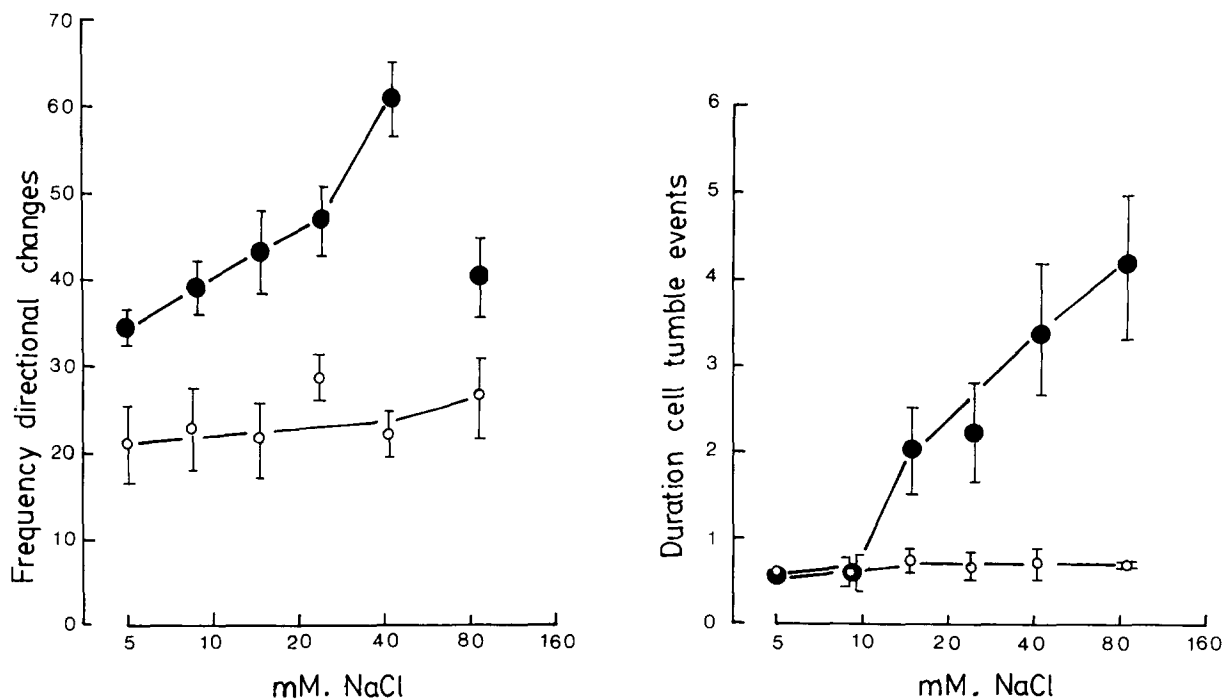 70
60
50
40
30
20
10
0
Frequency directional changes
5 10 20 40 80 160
mM. NaCl
6
5
4
3
2
1
0
Duration cell tumble events
5 10 20 40 80 160
mM. NaCl